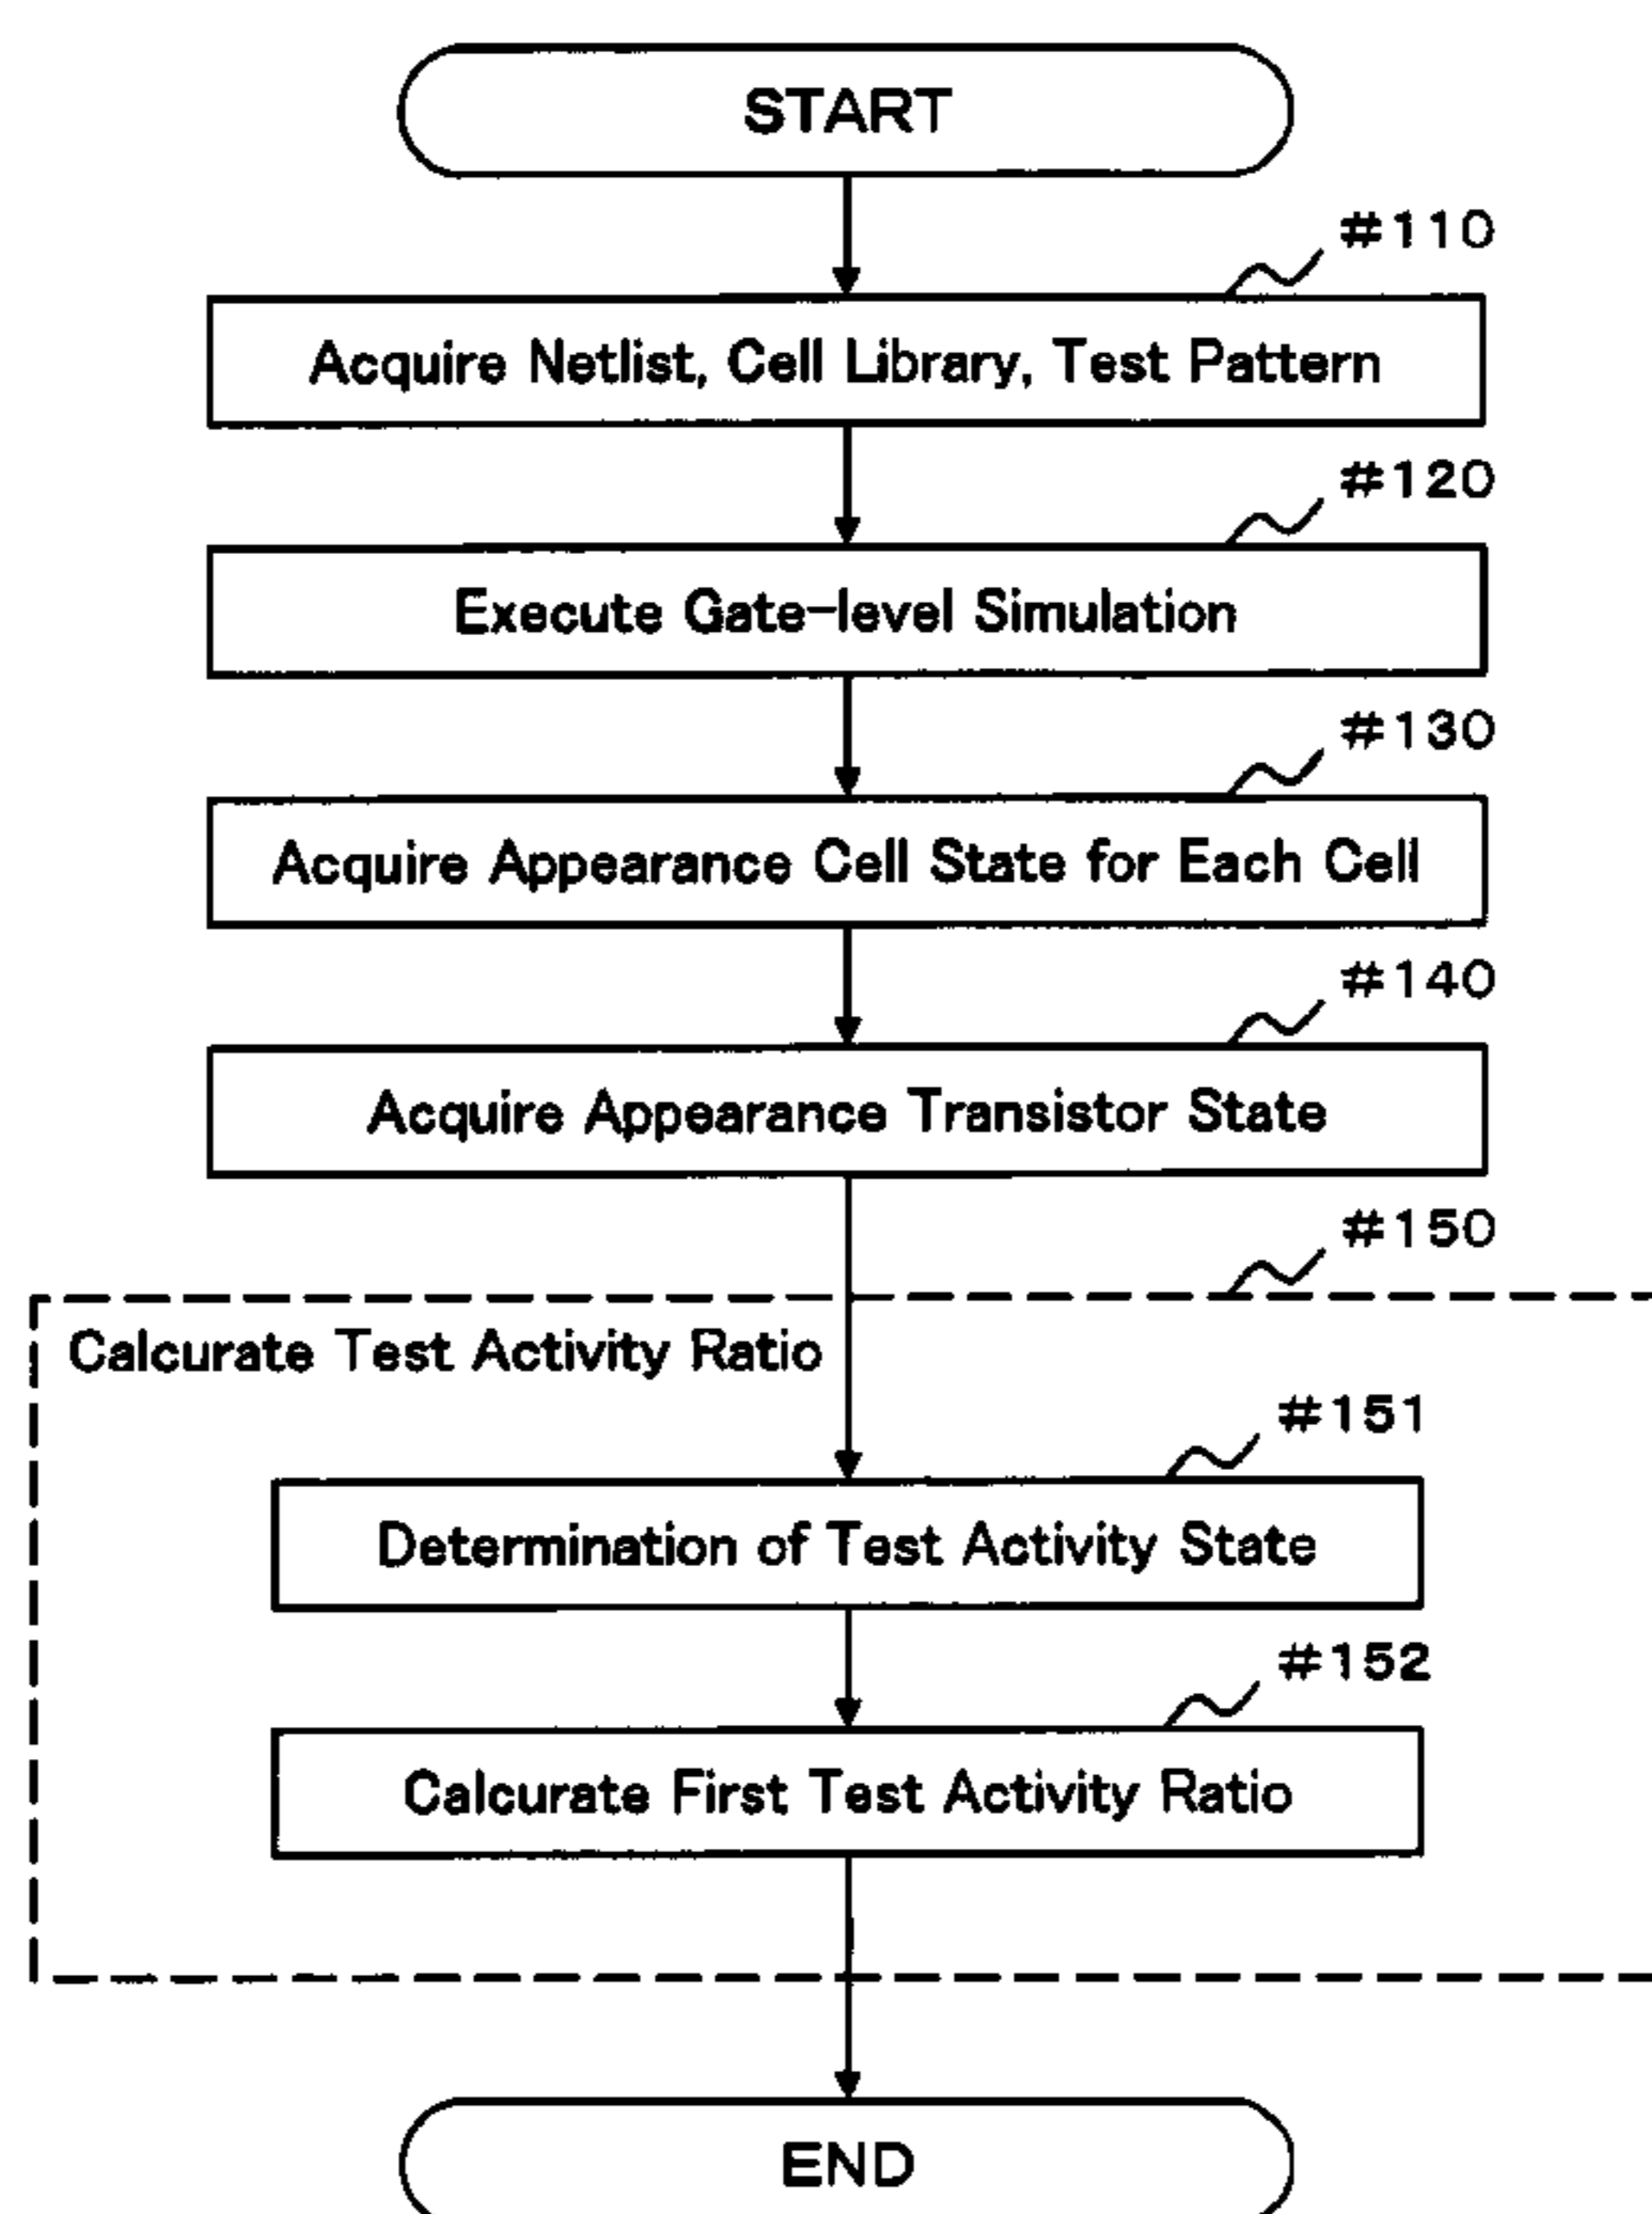 START
#110
Acquire Netlist, Cell Library, Test Pattern
#120
Execute Gate-level Simulation
#130
Acquire Appearance Cell State for Each Cell
#140
Acquire Appearance Transistor State
#150
Calcurate Test Activity Ratio
#151
Determination of Test Activity State
#152
Calcurate First Test Activity Ratio
END